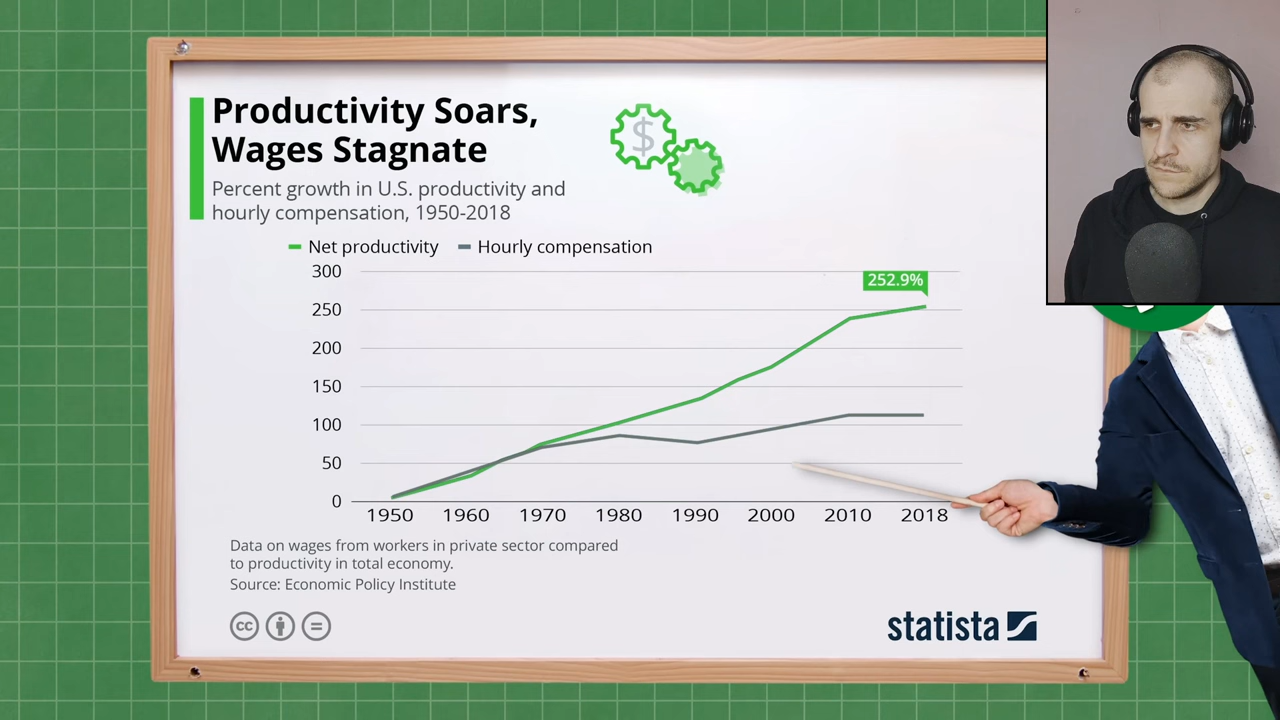 Productivity Soars,
Wages Stagnate
$
Percent growth in U.S. productivity and
hourly compensation, 1950-2018
Net productivity Hourly compensation
300
252.9%
250
200
150
100
50
0
1950 1960 1970 1980 1990 2000 2010 2018
Data on wages from workers in private sector compared
to productivity in total economy.
Source: Economic Policy Institute
cc =
statista